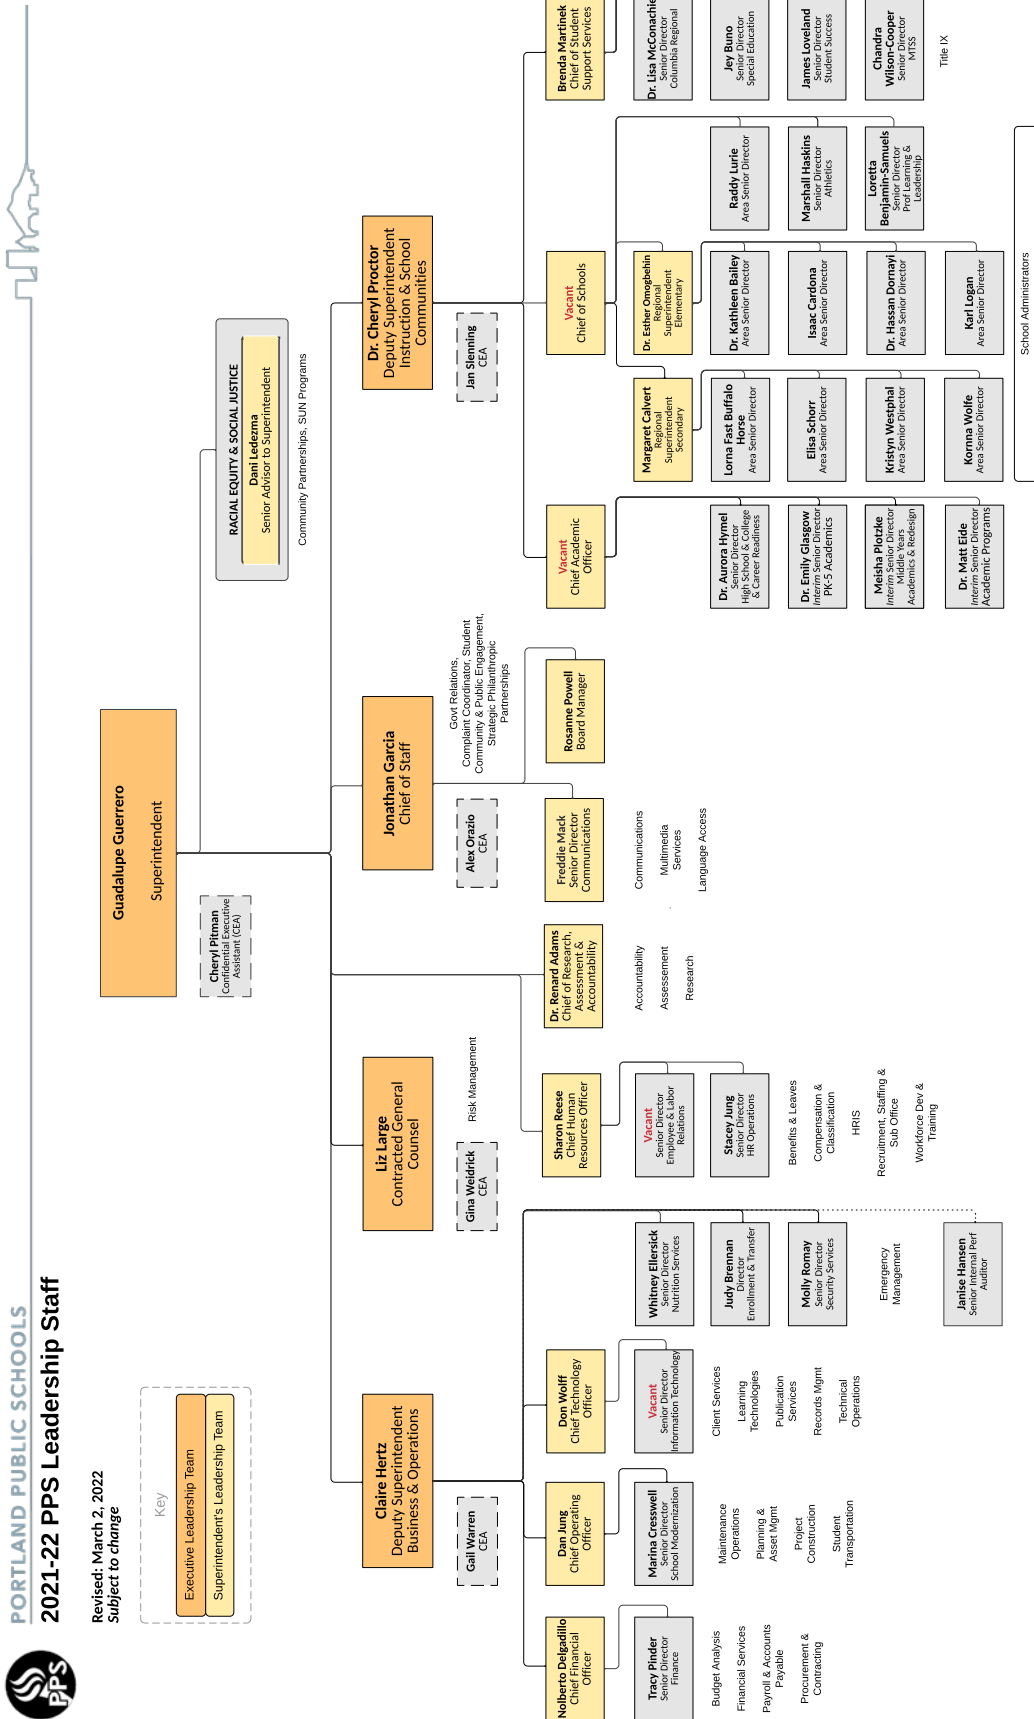 PORTLAND PUBLIC SCHOOLS
2021-22 PPS Leadership Staff
PPS
Revised: March 2, 2022
Subject to change
Key
Executive Leadership Team
Superintendent's Leadership Team
Guadalupe Guerrero
Superintendent
Cheryl Pitman
Confidential Executive
Assistant (CEA)
RACIAL EQUITY & SOCIAL JUSTICE
Dani Ledezma
Senior Advisor to Superintendent
Community Partnerships, SUN Programs
Claire Hertz
Deputy Superintendent
Business & Operations
Gail Warren
CEA
Liz Large
Contracted General
Counsel
Gina Weidrick
CEA
Risk Management
Jonathan Garcia
Chief of Staff
Alex Orazio
CEA
Govt Relations,
Complaint Coordinator, Student
Community & Public Engagement,
Strategic Philanthropic
Partnerships
Dr. Cheryl Proctor
Deputy Superintendent
Instruction & School
Communities
Jan Slenning
CEA
Nolberto Delgadillo
Chief Financial
Officer
Tracy Pinder
Senior Director
Finance
Budget Analysis
Financial Services
Payroll & Accounts
Payable
Procurement &
Contracting
Dan Jung
Chief Operating
Officer
Marina Cresswell
Senior Director
School Modernization
Maintenance
Operations
Planning &
Asset Mgmt
Project
Construction
Student
Transportation
Don Wolff
Chief Technology
Officer
Vacant
Senior Director
Information Technology
Client Services
Learning
Technologies
Publication
Services
Records Mgmt
Technical
Operations
Whitney Ellersick
Senior Director
Nutrition Services
Judy Brennan
Director
Enrollment & Transfer
Molly Romay
Senior Director
Security Services
Emergency
Management
Janise Hansen
Senior Internal Perf
Auditor
Sharon Reese
Chief Human
Resources Officer
Vacant
Senior Director
Employee & Labor
Relations
Stacey Jung
Senior Director
HR Operations
Benefits & Leaves
Compensation &
Classification
HRIS
Recruitment, Staffing &
Sub Office
Workforce Dev &
Training
Dr. Renard Adams
Chief of Research,
Assessment &
Accountability
Accountability
Assessement
Research
Freddie Mack
Senior Director
Communications
Communications
Multimedia
Services
Language Access
Rosanne Powell
Board Manager
Vacant
Chief Academic
Officer
Dr. Aurora Hymel
Senior Director
High School & College
& Career Readiness
Dr. Emily Glasgow
Interim Senior Director
PK-5 Academics
Meisha Plotzke
Interim Senior Director
Middle Years
Academics & Redesign
Dr. Matt Eide
Interim Senior Director
Academic Programs
Vacant
Chief of Schools
Margaret Calvert
Regional
Superintendent
Secondary
Lorna Fast Buffalo
Horse
Area Senior Director
Elisa Schorr
Area Senior Director
Kristyn Westphal
Area Senior Director
Kornna Wolfe
Area Senior Director
Dr. Esther Omogbehin
Regional
Superintendent
Elementary
Dr. Kathleen Bailey
Area Senior Director
Isaac Cardona
Area Senior Director
Dr. Hassan Dornayi
Area Senior Director
Karl Logan
Area Senior Director
School Administrators
Raddy Lurie
Area Senior Director
Marshall Haskins
Senior Director
Athletics
Loretta
Benjamin-Samuels
Senior Director
Prof Learning &
Leadership
Brenda Martinek
Chief of Student
Support Services
Dr. Lisa McConachie
Senior Director
Columbia Regional
Jey Buno
Senior Director
Special Education
James Loveland
Senior Director
Student Success
Chandra
Wilson-Cooper
Senior Director
MTSS
Title IX